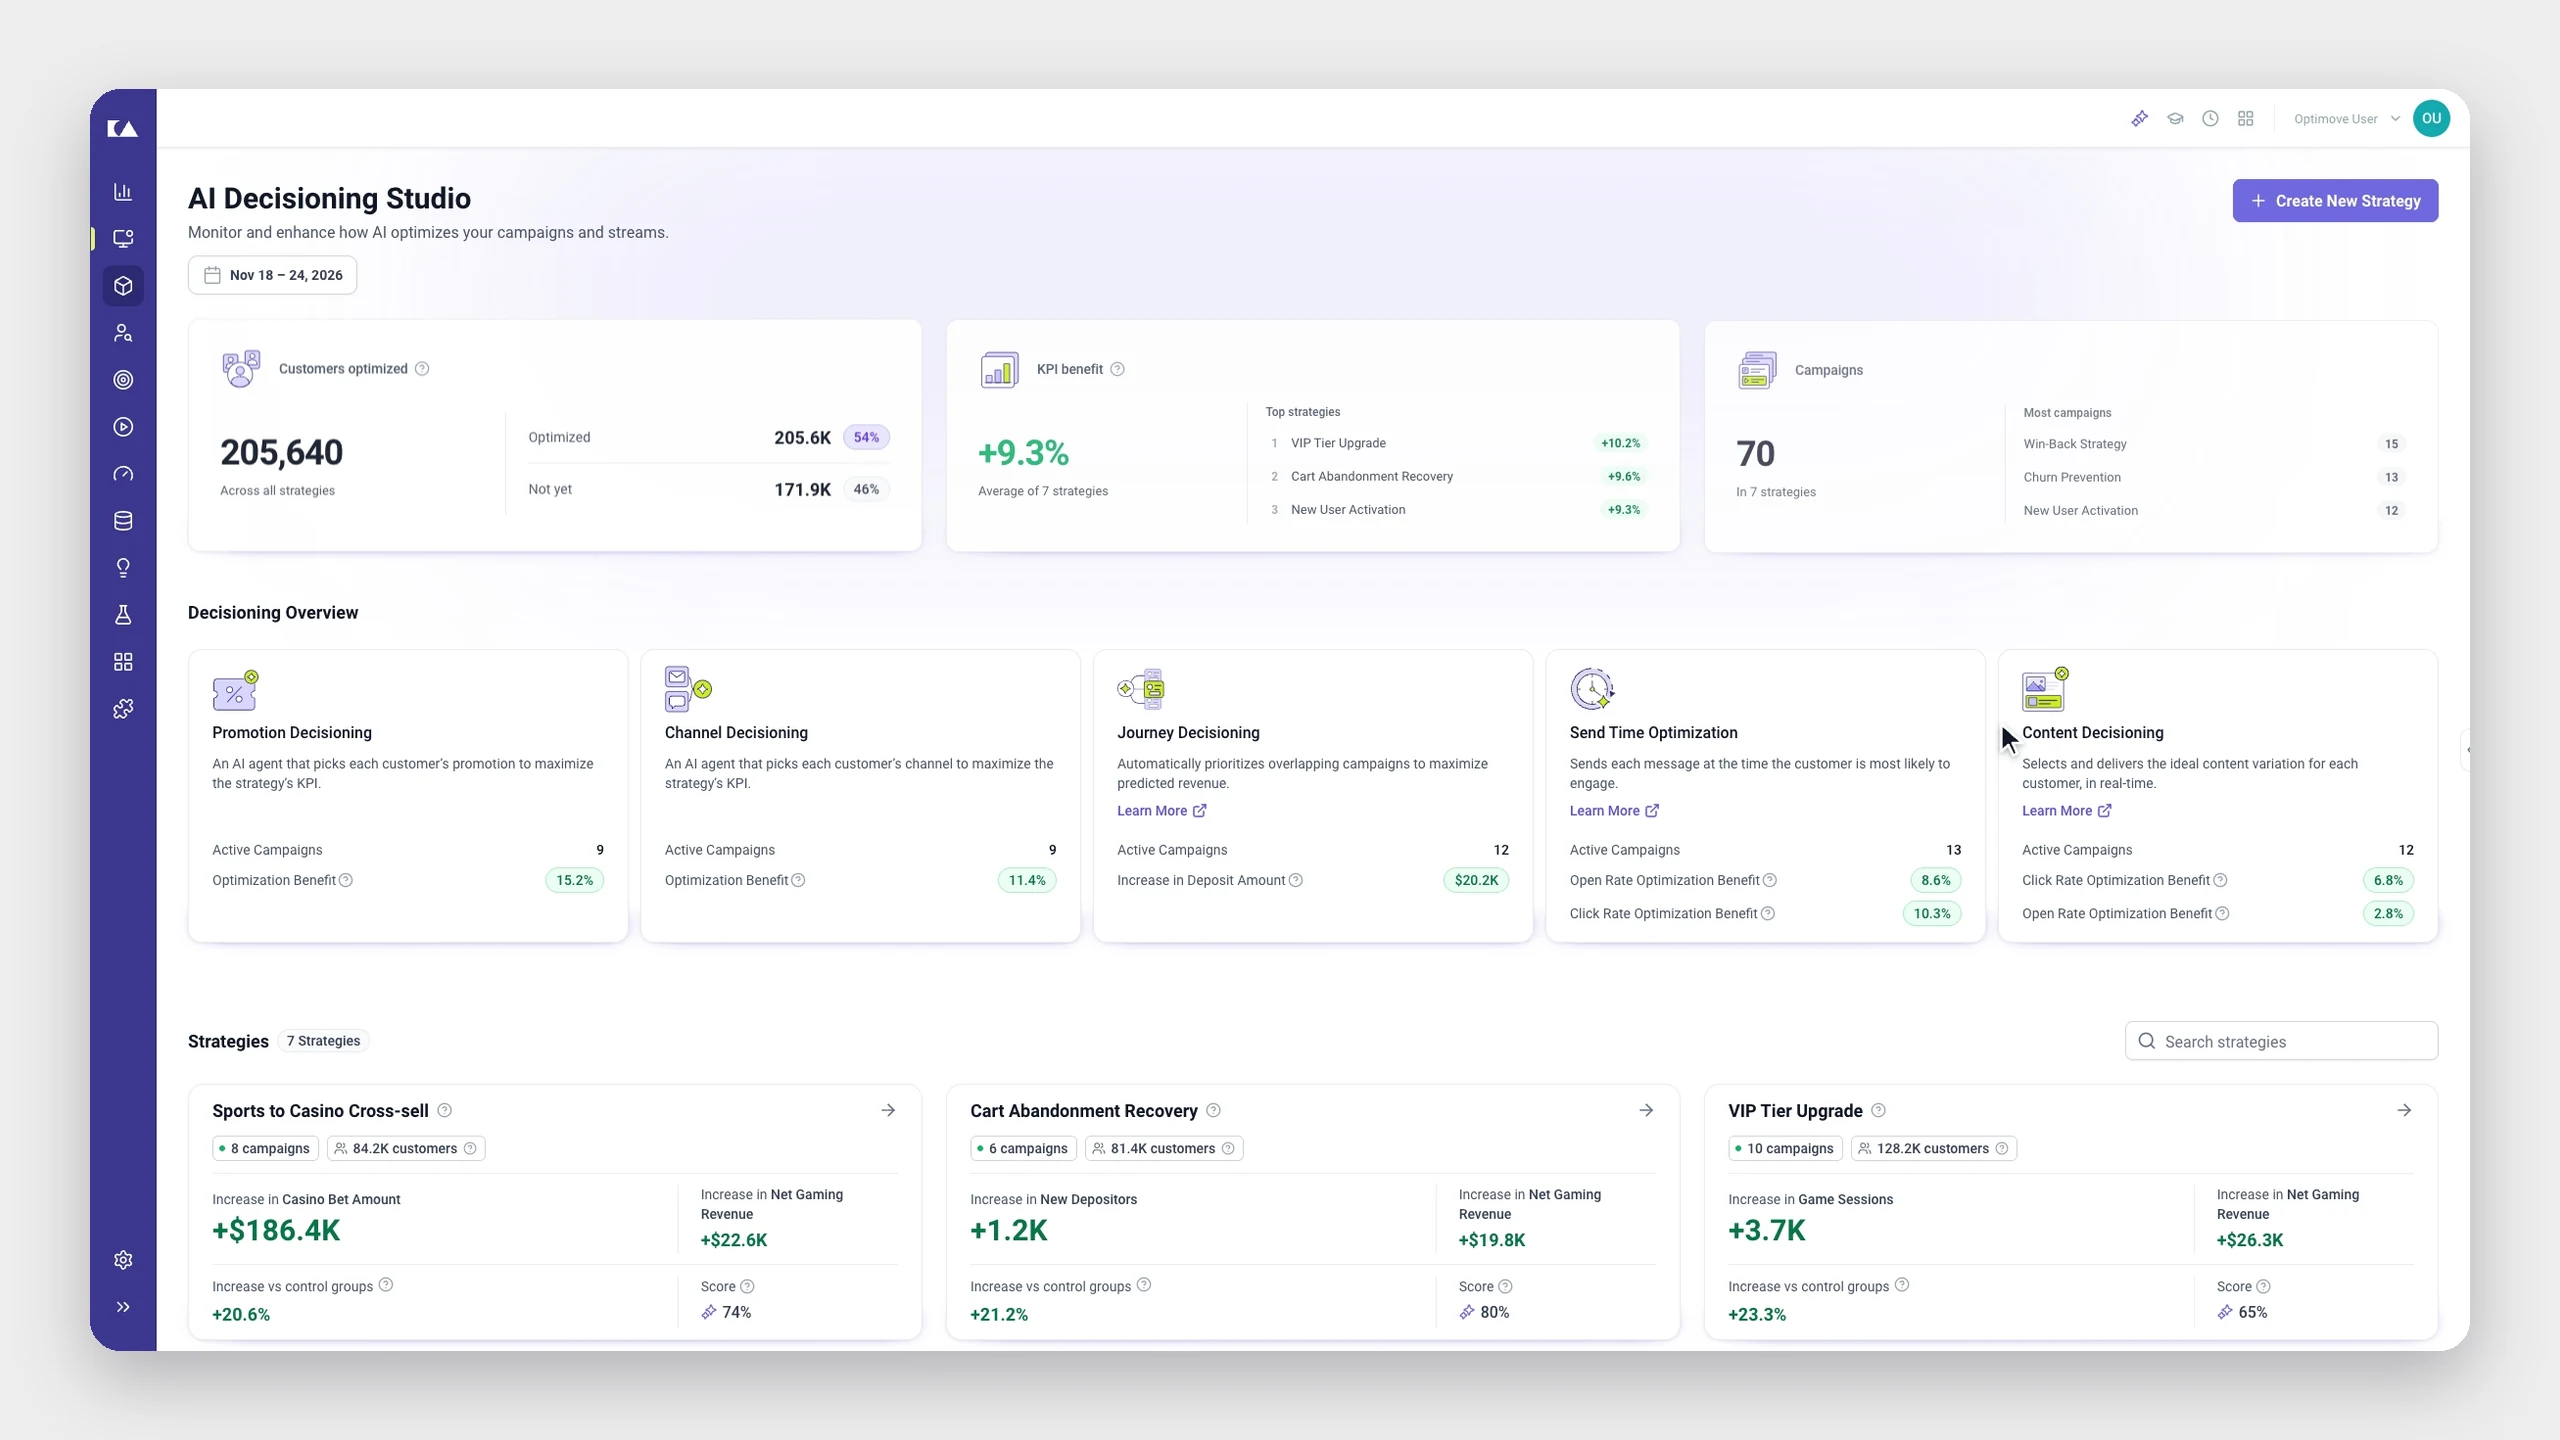 Optimove User
OU
AI Decisioning Studio
Create New Strategy
Monitor and enhance how AI optimizes your campaigns and streams.
Nov 18 – 24, 2026
Customers optimized
205,640
Across all strategies
Optimized 205.6K 54%
Not yet 171.9K 46%
KPI benefit
+9.3%
Average of 7 strategies
Top strategies
1 VIP Tier Upgrade +10.2%
2 Cart Abandonment Recovery +9.6%
3 New User Activation +9.3%
Campaigns
70
In 7 strategies
Most campaigns
Win-Back Strategy 15
Churn Prevention 13
New User Activation 12
Decisioning Overview
Promotion Decisioning
An AI agent that picks each customer's promotion to maximize
the strategy's KPI.
Active Campaigns 9
Optimization Benefit 15.2%
Channel Decisioning
An AI agent that picks each customer's channel to maximize the
strategy's KPI.
Active Campaigns 9
Optimization Benefit 11.4%
Journey Decisioning
Automatically prioritizes overlapping campaigns to maximize
predicted revenue.
Learn More
Active Campaigns 12
Increase in Deposit Amount $20.2K
Send Time Optimization
Sends each message at the time the customer is most likely to
engage.
Learn More
Active Campaigns 13
Open Rate Optimization Benefit 8.6%
Click Rate Optimization Benefit 10.3%
Content Decisioning
Selects and delivers the ideal content variation for each
customer, in real-time.
Learn More
Active Campaigns 12
Click Rate Optimization Benefit 6.8%
Open Rate Optimization Benefit 2.8%
Strategies 7 Strategies
Search strategies
Sports to Casino Cross-sell
8 campaigns 84.2K customers
Increase in Casino Bet Amount
+$186.4K
Increase in Net Gaming
Revenue
+$22.6K
Increase vs control groups
+20.6%
Score
74%
Cart Abandonment Recovery
6 campaigns 81.4K customers
Increase in New Depositors
+1.2K
Increase in Net Gaming
Revenue
+$19.8K
Increase vs control groups
+21.2%
Score
80%
VIP Tier Upgrade
10 campaigns 128.2K customers
Increase in Game Sessions
+3.7K
Increase in Net Gaming
Revenue
+$26.3K
Increase vs control groups
+23.3%
Score
65%